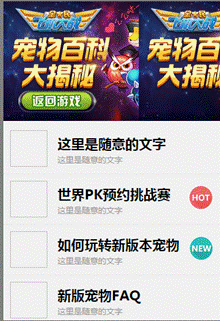 宠物百科
大揭秘
返回游戏
宠物百科
大揭秘
这里是随意的文字
这里是随意的文字
世界PK预约挑战赛
这里是随意的文字
HOT
如何玩转新版本宠物
这里是随意的文字
NEW
新版宠物FAQ
这里是随意的文字